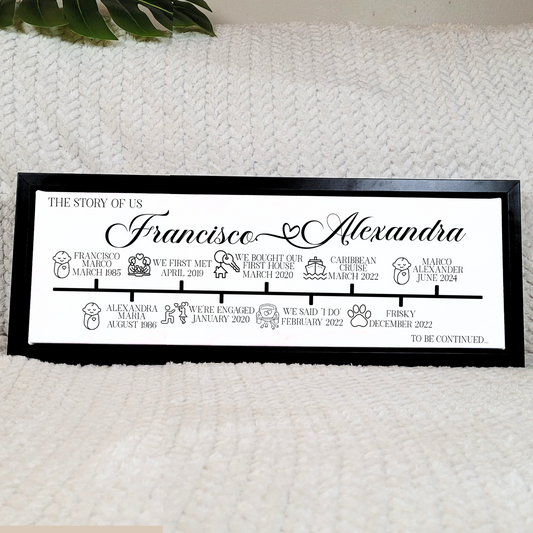 THE STORY OF US
Francisco Alexandra
FRANCISCO
MARCO
MARCH 1985
WE FIRST MET
APRIL 2019
WE BOUGHT OUR
FIRST HOUSE
MARCH 2020
CARIBBEAN
CRUISE
MARCH 2022
MARCO
ALEXANDER
JUNE 2024
ALEXANDRA
MARIA
AUGUST 1986
WE'RE ENGAGED
JANUARY 2020
WE SAID 'I DO'
FEBRUARY 2022
FRISKY
DECEMBER 2022
TO BE CONTINUED...